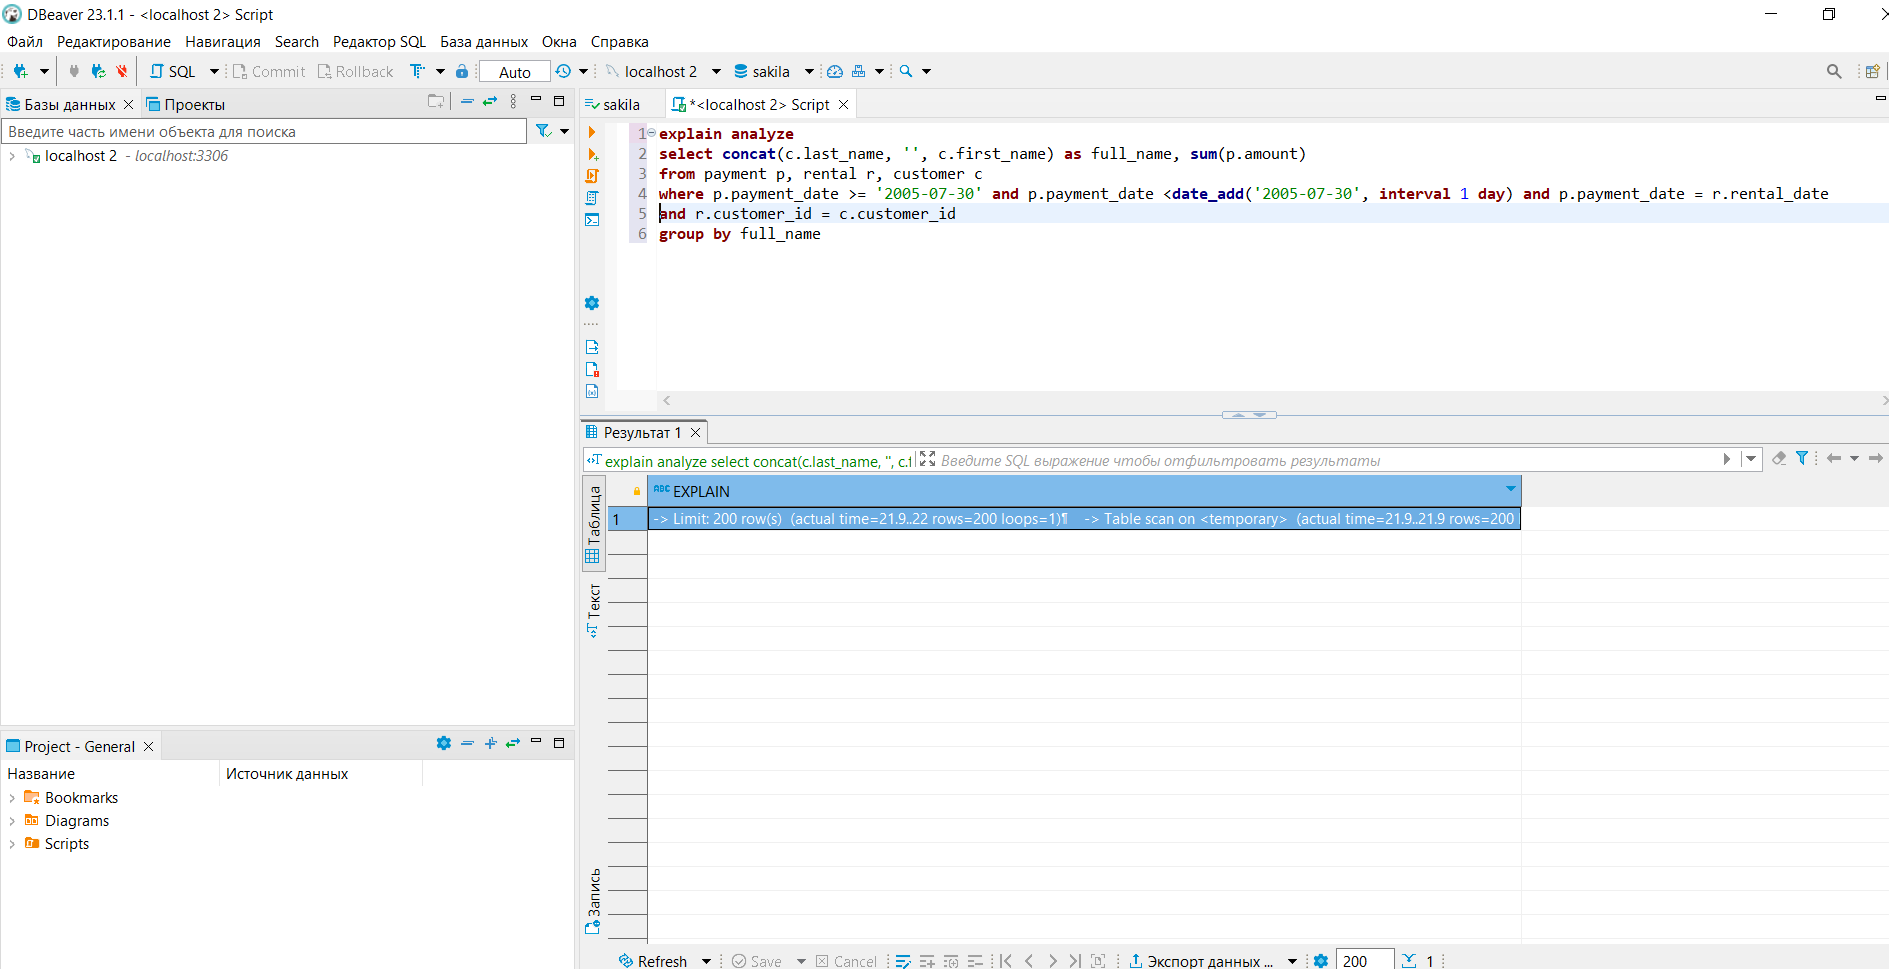 DBeaver 23.1.1 - <localhost 2> Script
Файл Редактирование Навигация Search Редактор SQL База данных Окна Справка
SQL Commit Rollback Auto localhost 2 sakila
Базы данных Проекты
Введите часть имени объекта для поиска
localhost 2 - localhost:3306
sakila *<localhost 2> Script
1 explain analyze
2 select concat(c.last_name, '', c.first_name) as full_name, sum(p.amount)
3 from payment p, rental r, customer c
4 where p.payment_date >= '2005-07-30' and p.payment_date <date_add('2005-07-30', interval 1 day) and p.payment_date = r.rental_date
5 and r.customer_id = c.customer_id
6 group by full_name
Результат 1
explain analyze select concat(c.last_name, '', c.f Введите SQL выражение чтобы отфильтровать результаты
ABC EXPLAIN
1 -> Limit: 200 row(s) (actual time=21.9..22 rows=200 loops=1)¶ -> Table scan on <temporary> (actual time=21.9..21.9 rows=200
Таблица
Текст
Запись
Project - General
Название Источник данных
Bookmarks
Diagrams
Scripts
Refresh Save Cancel Экспорт данных ... 200 1